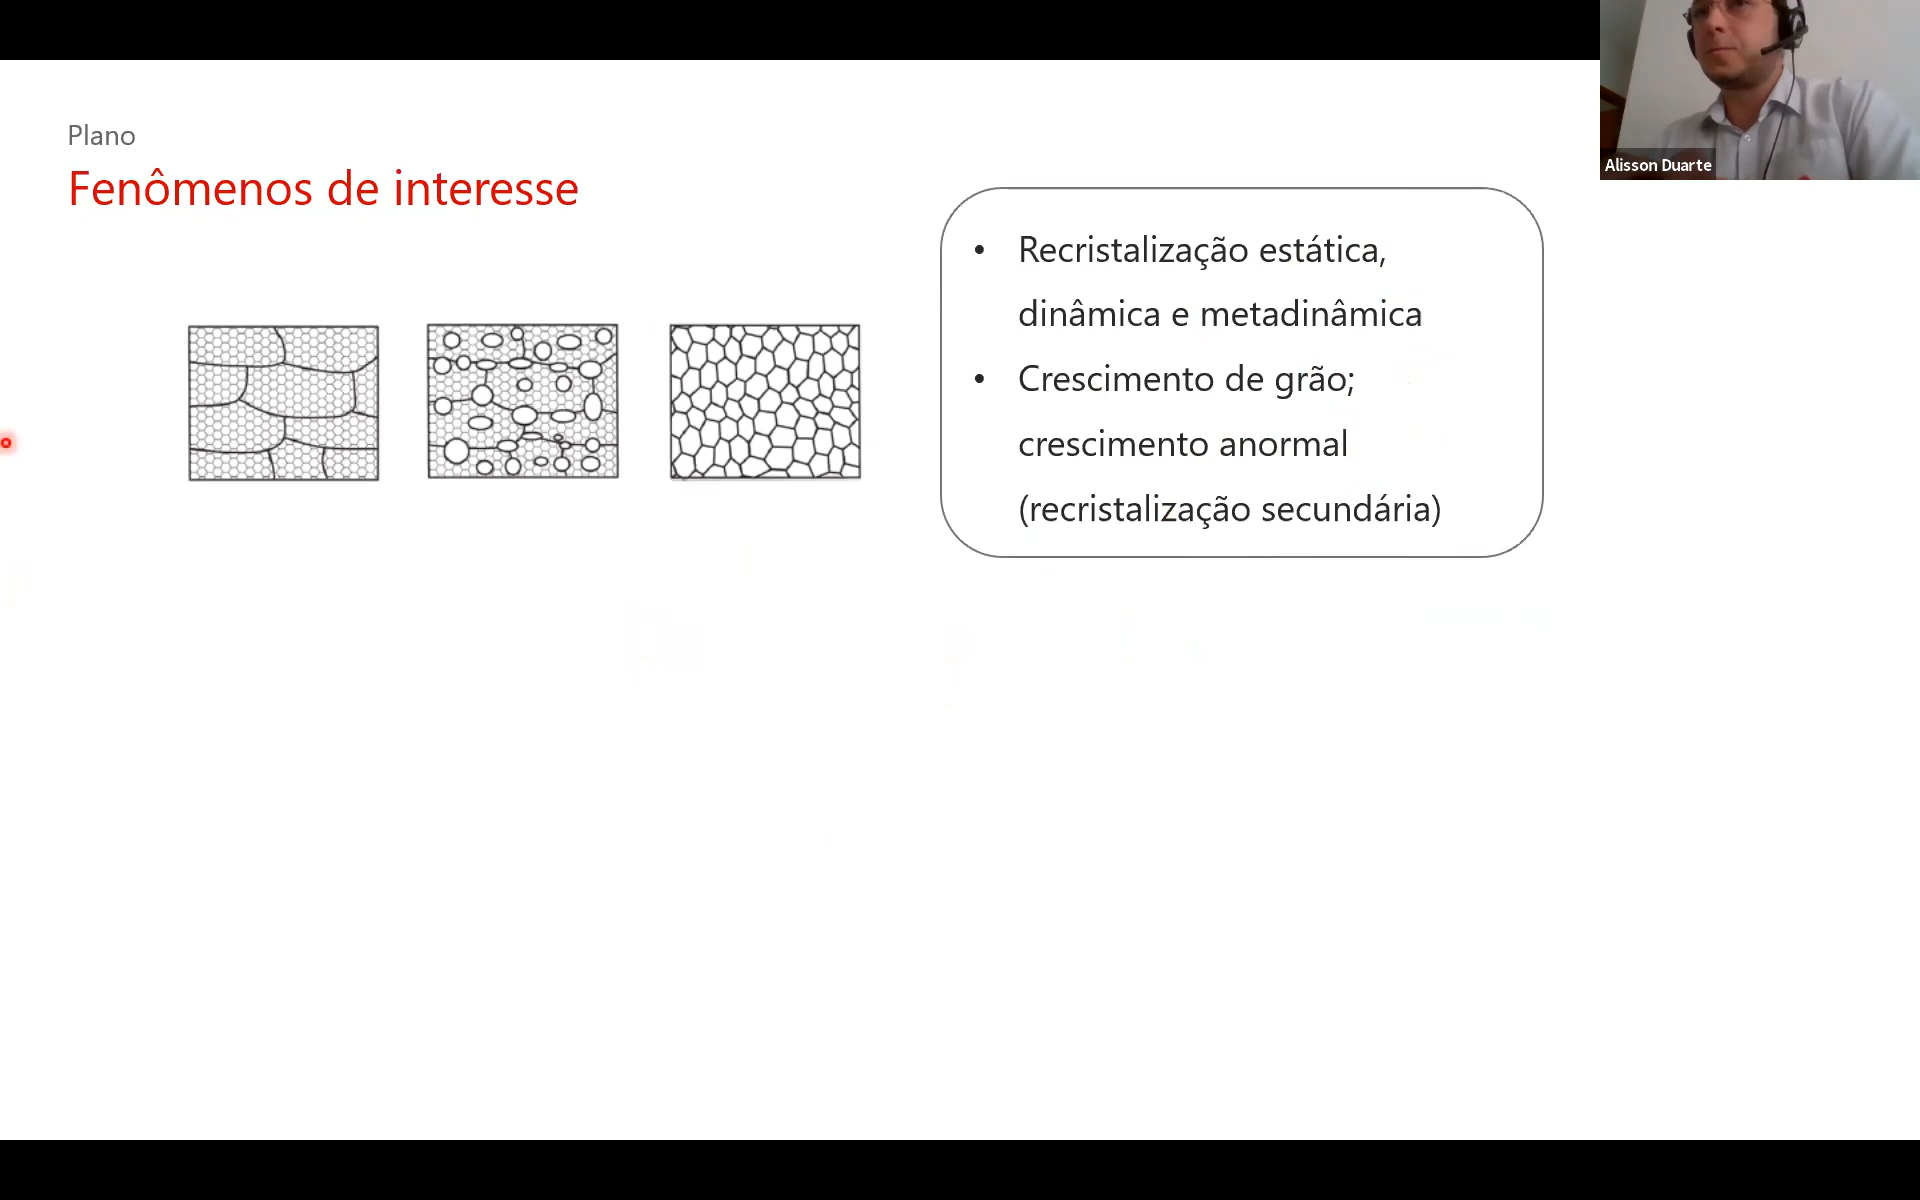 Plano
Fenômenos de interesse
• Recristalização estática,
dinâmica e metadinâmica
• Crescimento de grão;
crescimento anormal
(recristalização secundária)
Alisson Duarte